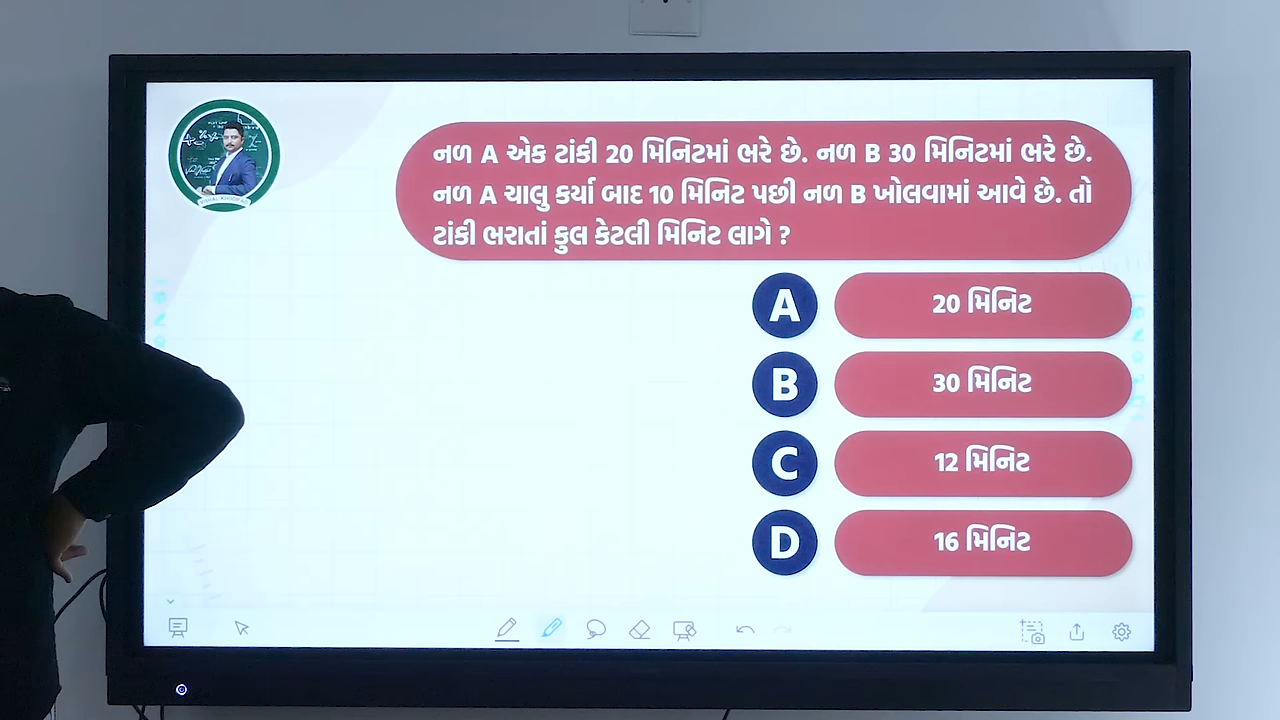 નળ A એક ટાંકી 20 મિનિટમાં ભરે છે. નળ B 30 મિનિટમાં ભરે છે.
નળ A ચાલુ કર્યા બાદ 10 મિનિટ પછી નળ B ખોલવામાં આવે છે. તો
ટાંકી ભરાતાં કુલ કેટલી મિનિટ લાગે ?
A 20 મિનિટ
B 30 મિનિટ
C 12 મિનિટ
D 16 મિનિટ